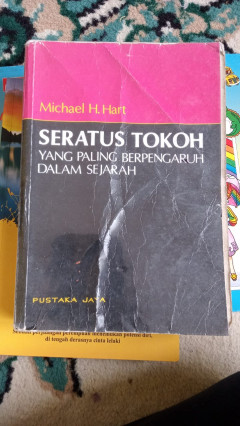 Michael H. Hart
SERATUS TOKOH
YANG PALING BERPENGARUH
DALAM SEJARAH
PUSTAKA JAYA
di tengah derasnya cinta lelaki